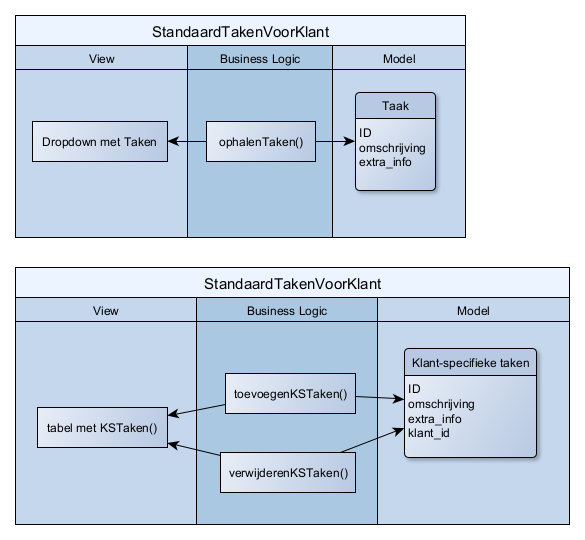 StandaardTakenVoorKlant
View
Business Logic
Model
Dropdown met Taken
ophalenTaken()
Taak
ID
omschrijving
extra_info
StandaardTakenVoorKlant
View
Business Logic
Model
tabel met KSTaken()
toevoegenKSTaken()
verwijderenKSTaken()
Klant-specifieke taken
ID
omschrijving
extra_info
klant_id